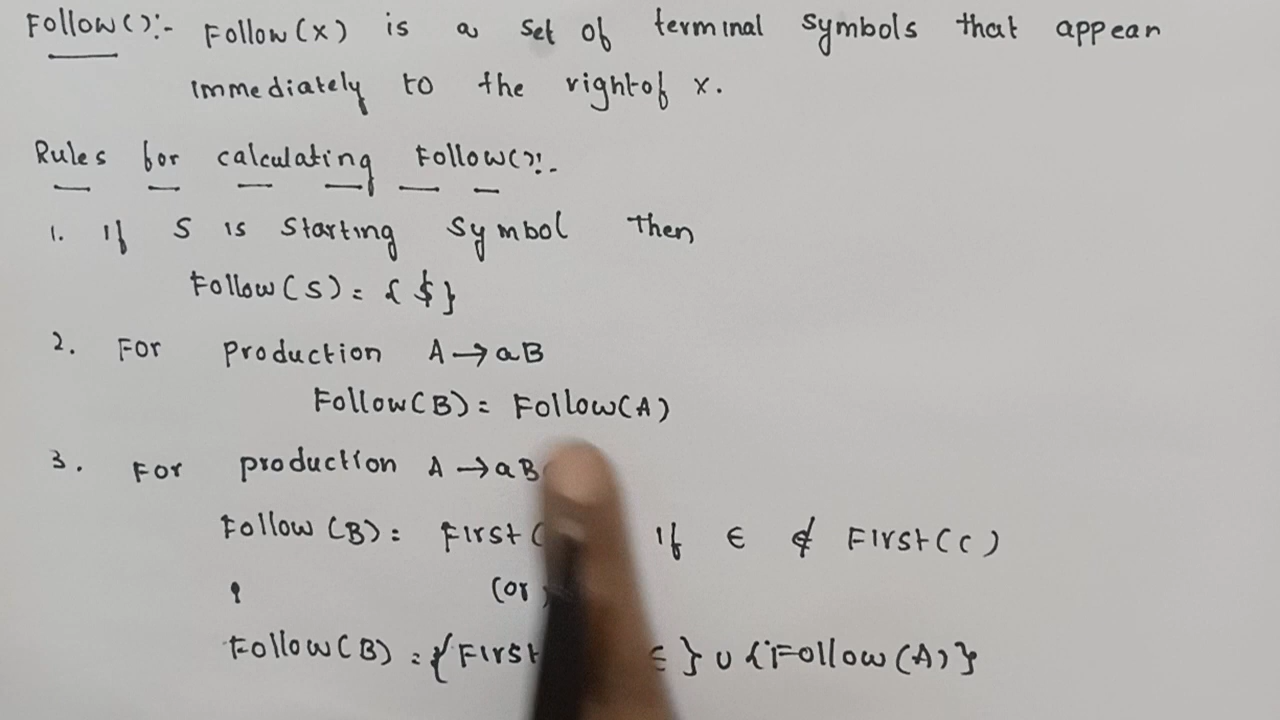 Follow():- Follow(x) is a set of terminal symbols that appear
immediately to the right of x.
Rules for calculating Follow():-
1. If S is starting symbol then
Follow(S) = {$}
2. For production A → aB
Follow(B) = Follow(A)
3. For production A → aB
Follow(B) = First( if ∈ ∉ First(C)
(or
Follow(B) = {First ∈} ∪ {Follow(A)}